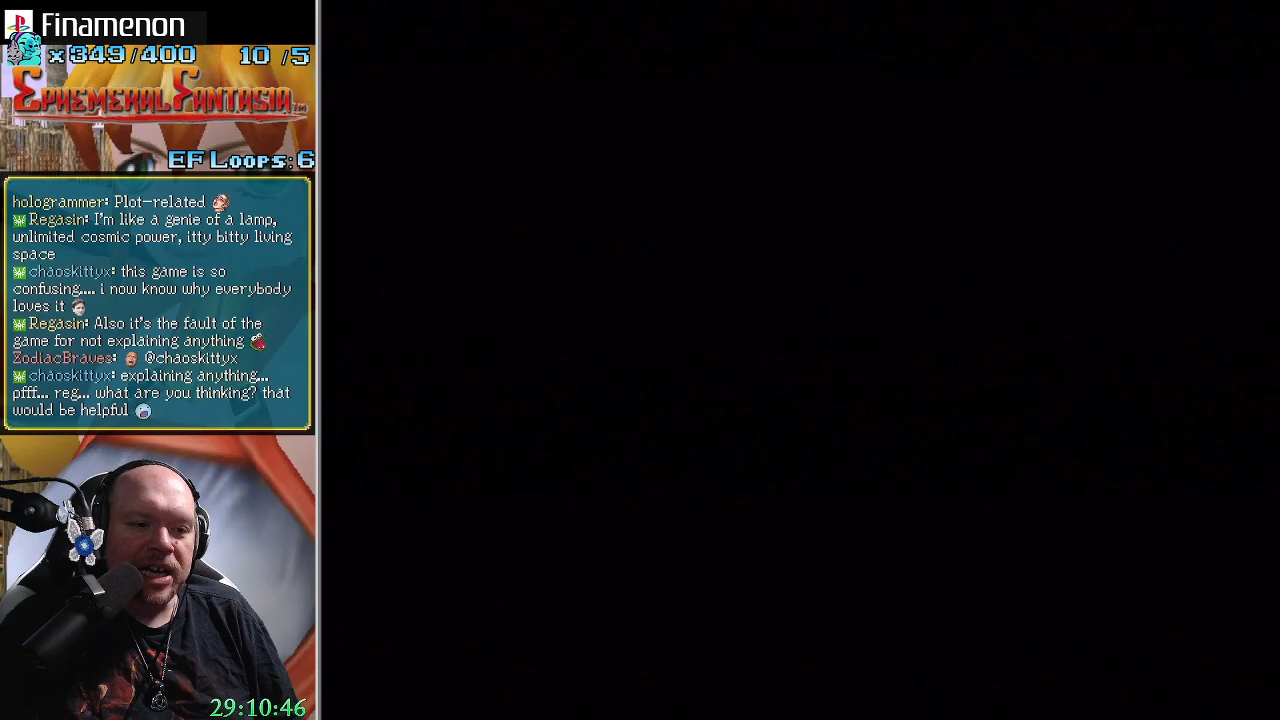 Finamenon
x349/400 10 /5
EPHEMERAL FANTASIA™
EF Loops:6
hologrammer: Plot-related
Regasin: I'm like a genie of a lamp,
unlimited cosmic power, itty bitty living
space
chaoskittyx: this game is so
confusing.... i now know why everybody
loves it
Regasin: Also it's the fault of the
game for not explaining anything
ZodiacBraves: @chaoskittyx
chaoskittyx: explaining anything...
pfff... reg... what are you thinking? that
would be helpful
29:10:46